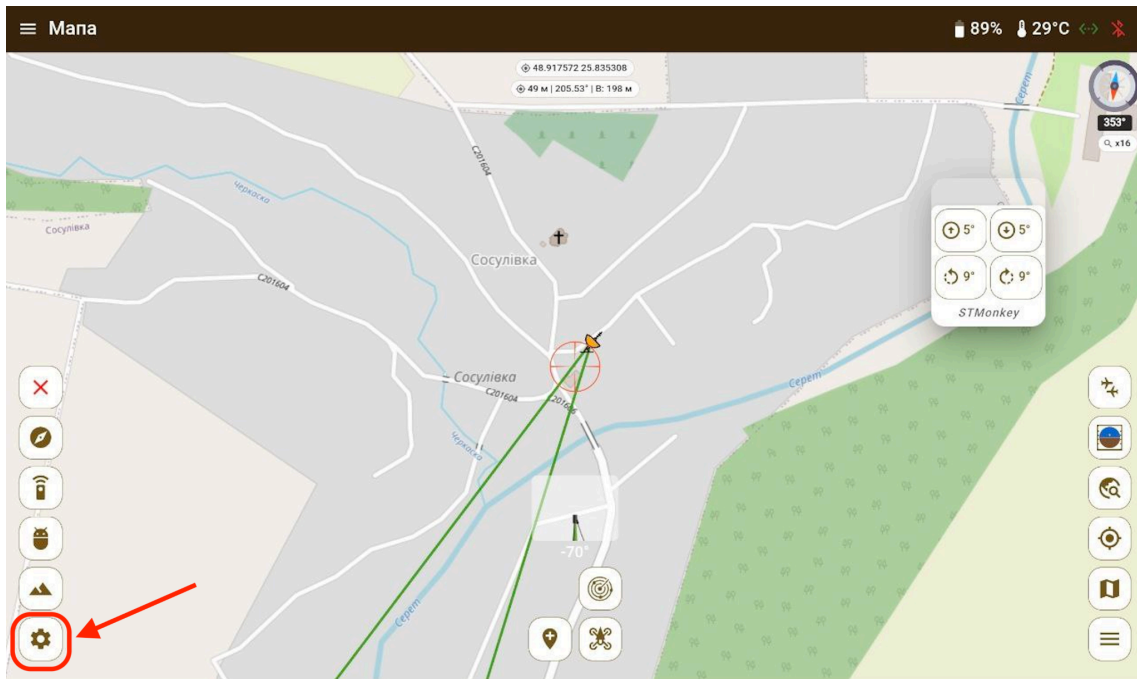 Мапа
89%
29°C
48.917572 25.835308
49 м | 205.53° | В: 198 м
Серет
353°
x16
С201604
Черкаска
Сосулівка
Сосулівка
С201604
5°
5°
9°
9°
STMonkey
Сосулівка
С201604
С201606
Серет
Черкаска
-70°
Серет